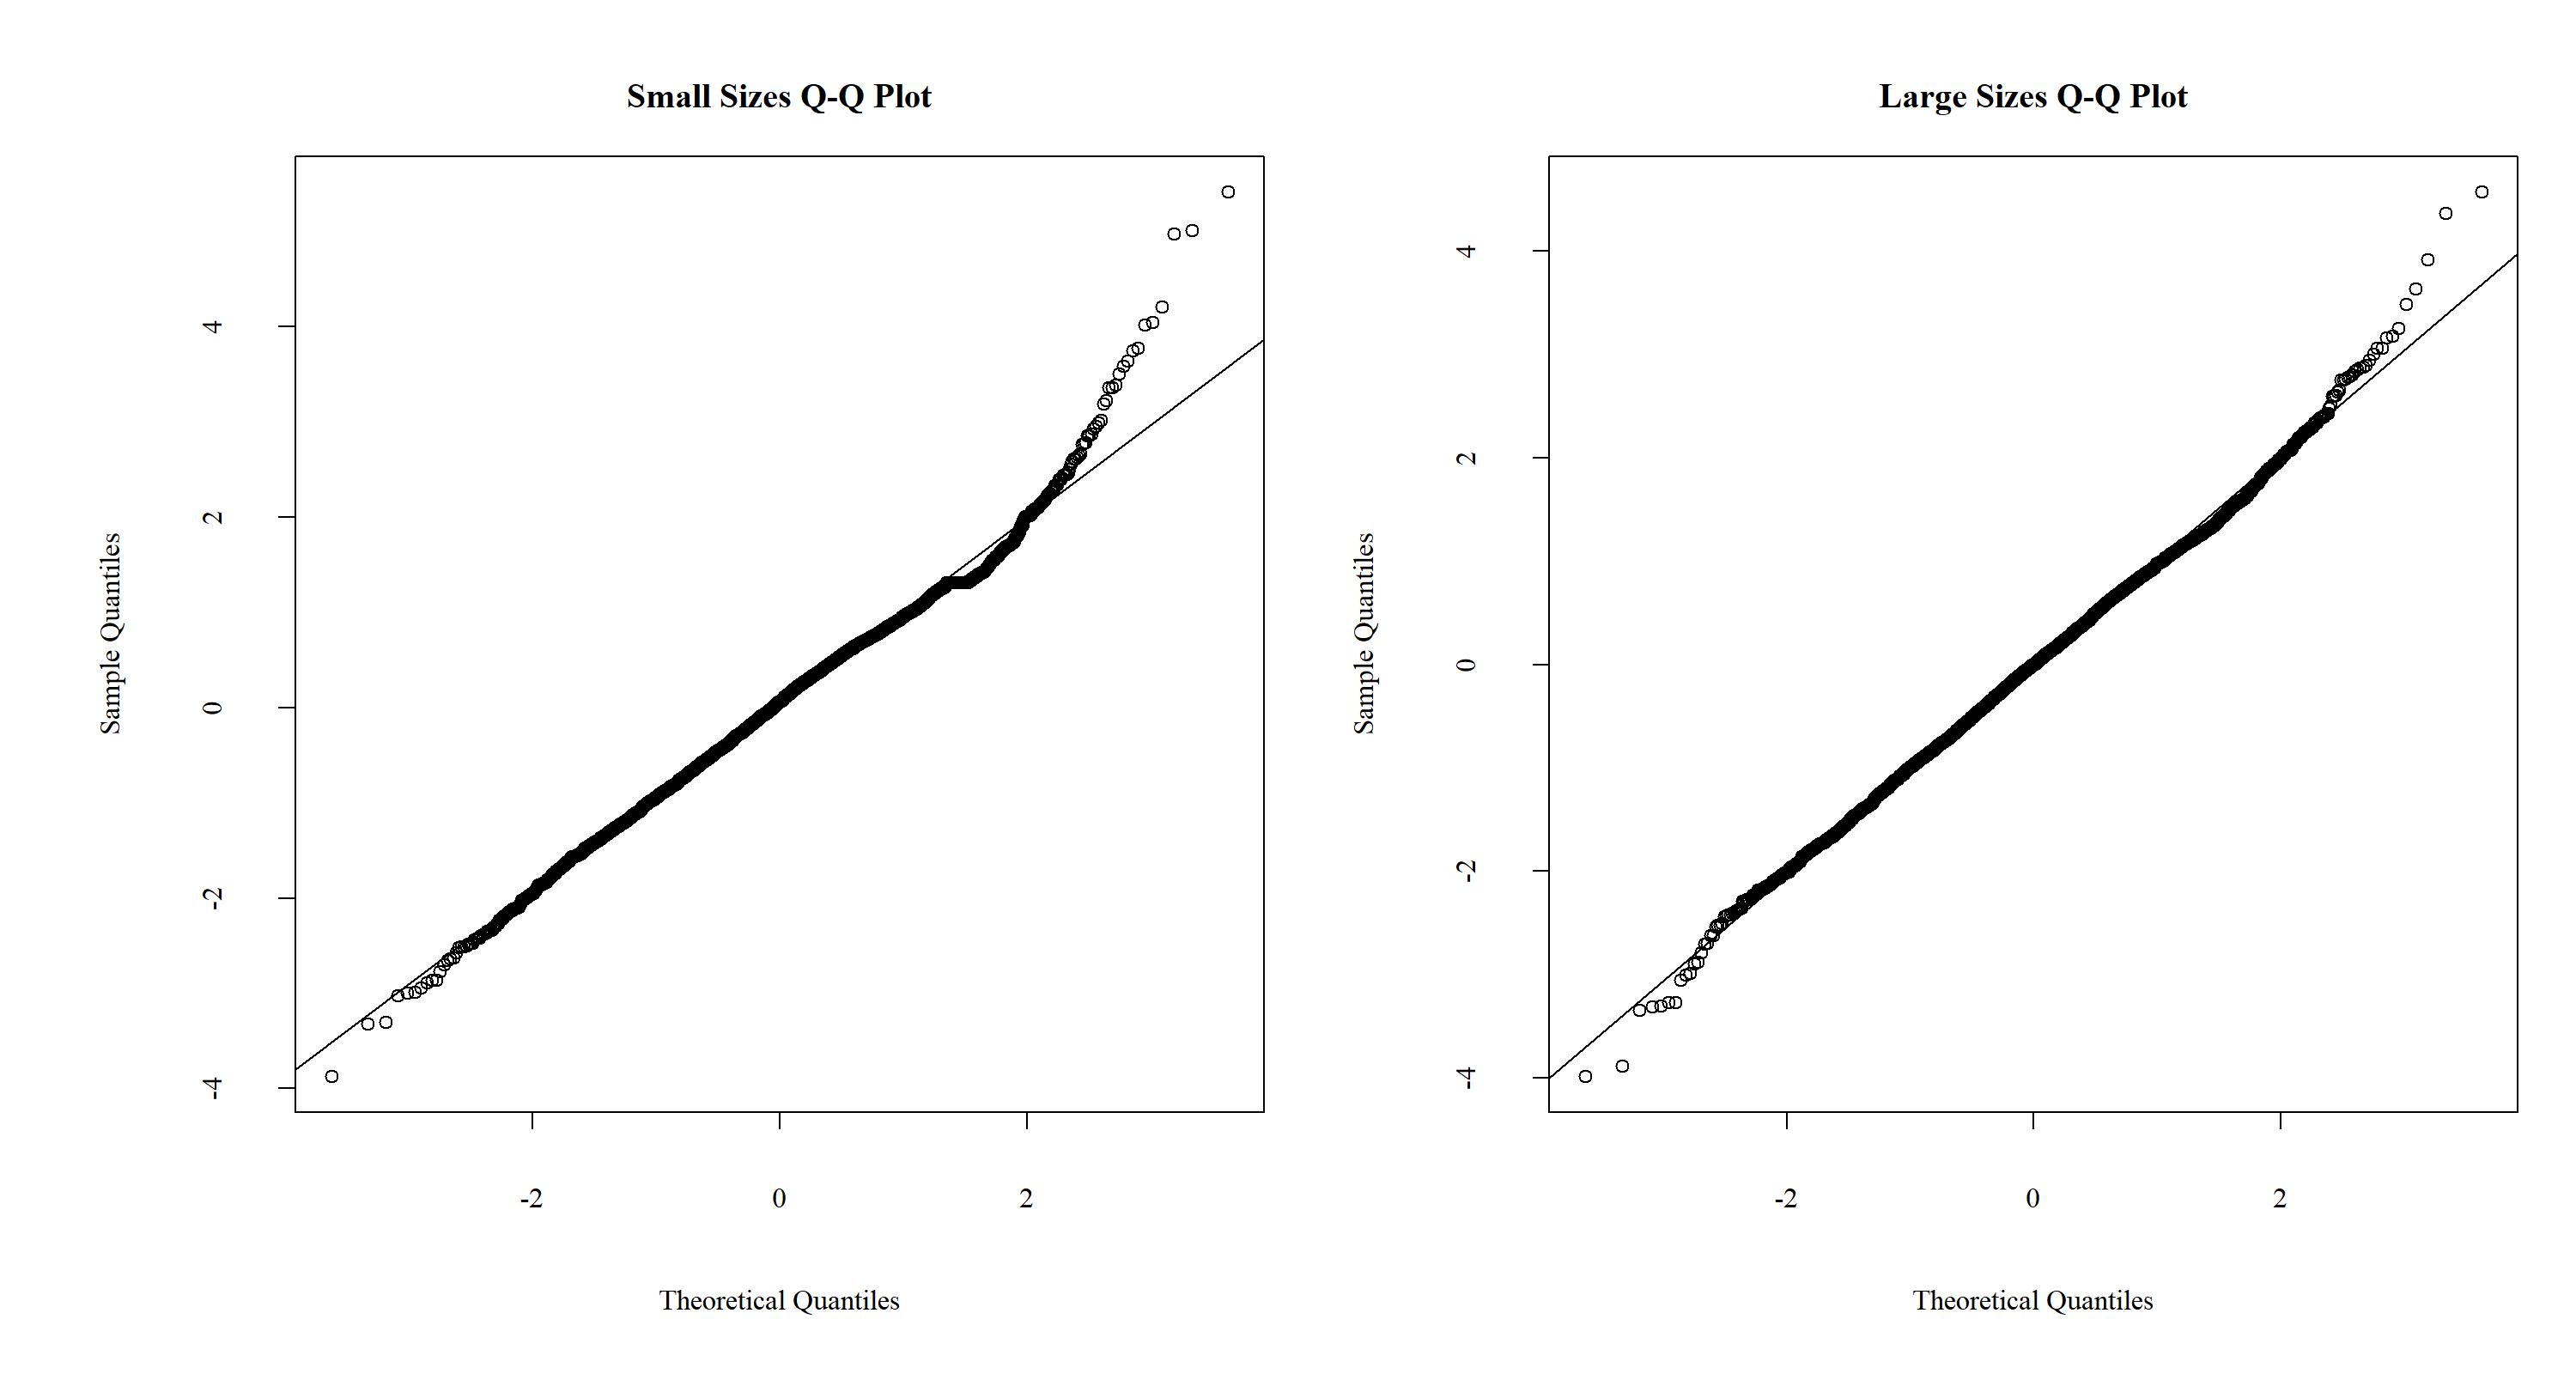 Small Sizes Q-Q Plot
Sample Quantiles
4
2
0
-2
-4
-2 0 2
Theoretical Quantiles
Large Sizes Q-Q Plot
Sample Quantiles
4
2
0
-2
-4
-2 0 2
Theoretical Quantiles